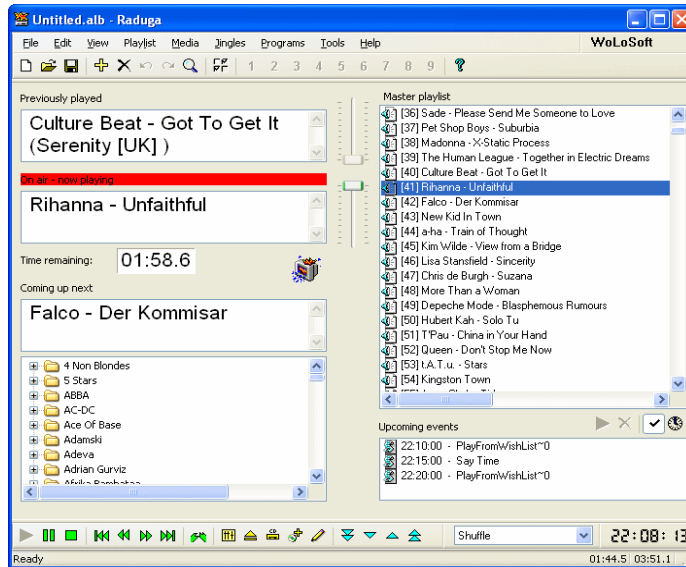 Untitled.alb - Raduga
File Edit View Playlist Media Jingles Programs Tools Help WoLoSoft
1 2 3 4 5 6 7 8 9 ?
Previously played
Culture Beat - Got To Get It
(Serenity [UK] )
On air - now playing
Rihanna - Unfaithful
Time remaining: 01:58.6
Coming up next
Falco - Der Kommisar
4 Non Blondes
5 Stars
ABBA
AC-DC
Ace Of Base
Adamski
Adeva
Adrian Gurviz
Afrika Bambataa
Master playlist
[36] Sade - Please Send Me Someone to Love
[37] Pet Shop Boys - Suburbia
[38] Madonna - X-Static Process
[39] The Human League - Together in Electric Dreams
[40] Culture Beat - Got To Get It
[41] Rihanna - Unfaithful
[42] Falco - Der Kommisar
[43] New Kid In Town
[44] a-ha - Train of Thought
[45] Kim Wilde - View from a Bridge
[46] Lisa Stansfield - Sincerity
[47] Chris de Burgh - Suzana
[48] More Than a Woman
[49] Depeche Mode - Blasphemous Rumours
[50] Hubert Kah - Solo Tu
[51] T'Pau - China in Your Hand
[52] Queen - Don't Stop Me Now
[53] t.A.T.u. - Stars
[54] Kingston Town
Upcoming events
22:10:00 - PlayFromWishList~0
22:15:00 - Say Time
22:20:00 - PlayFromWishList~0
Shuffle 22:08:13
Ready 01:44.5 03:51.1